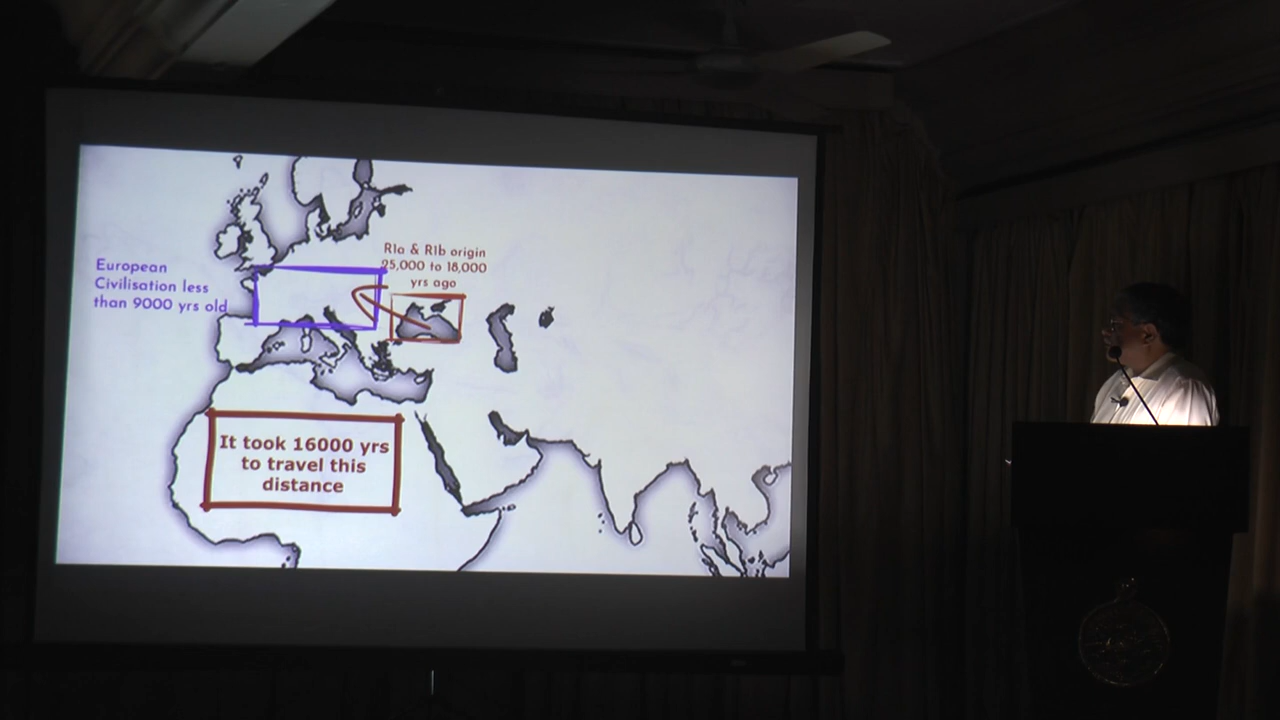 R1a & R1b origin
25,000 to 18,000
yrs ago
European
Civilisation less
than 9000 yrs old
It took 16000 yrs
to travel this
distance